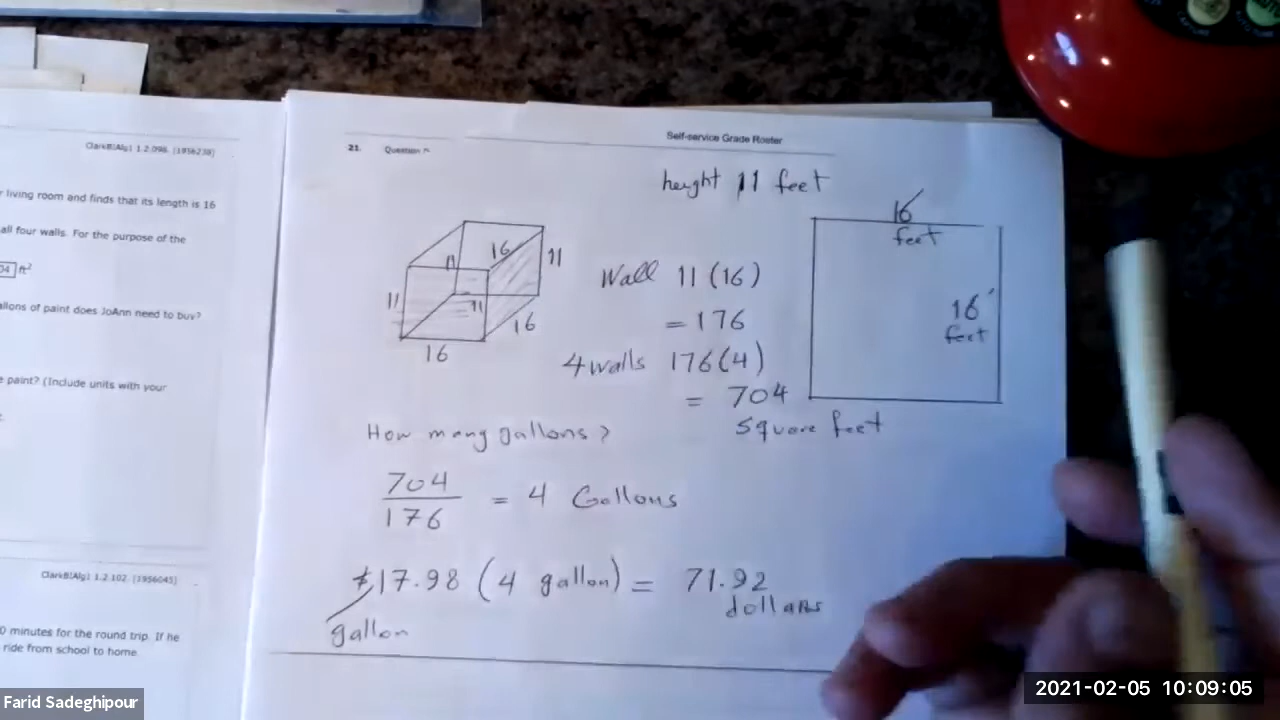 ClarkBIAlg1 1.2.098. [1956238]
living room and finds that its length is 16
all four walls. For the purpose of the
04 ft²
allons of paint does JoAnn need to buy?
paint? (Include units with your
ClarkBIAlg1 1.2.102. [1956045]
0 minutes for the round trip. If he
ride from school to home.
Self-service Grade Roster
21. Question
height 11 feet
16
feet
16
feet
16
11
11
11
11
16
16
Wall 11 (16)
= 176
4 walls 176(4)
= 704
square feet
How many gallons?
704
176
= 4 Gallons
$17.98 (4 gallon) = 71.92
gallon
dollars
Farid Sadeghipour
2021-02-05 10:09:05